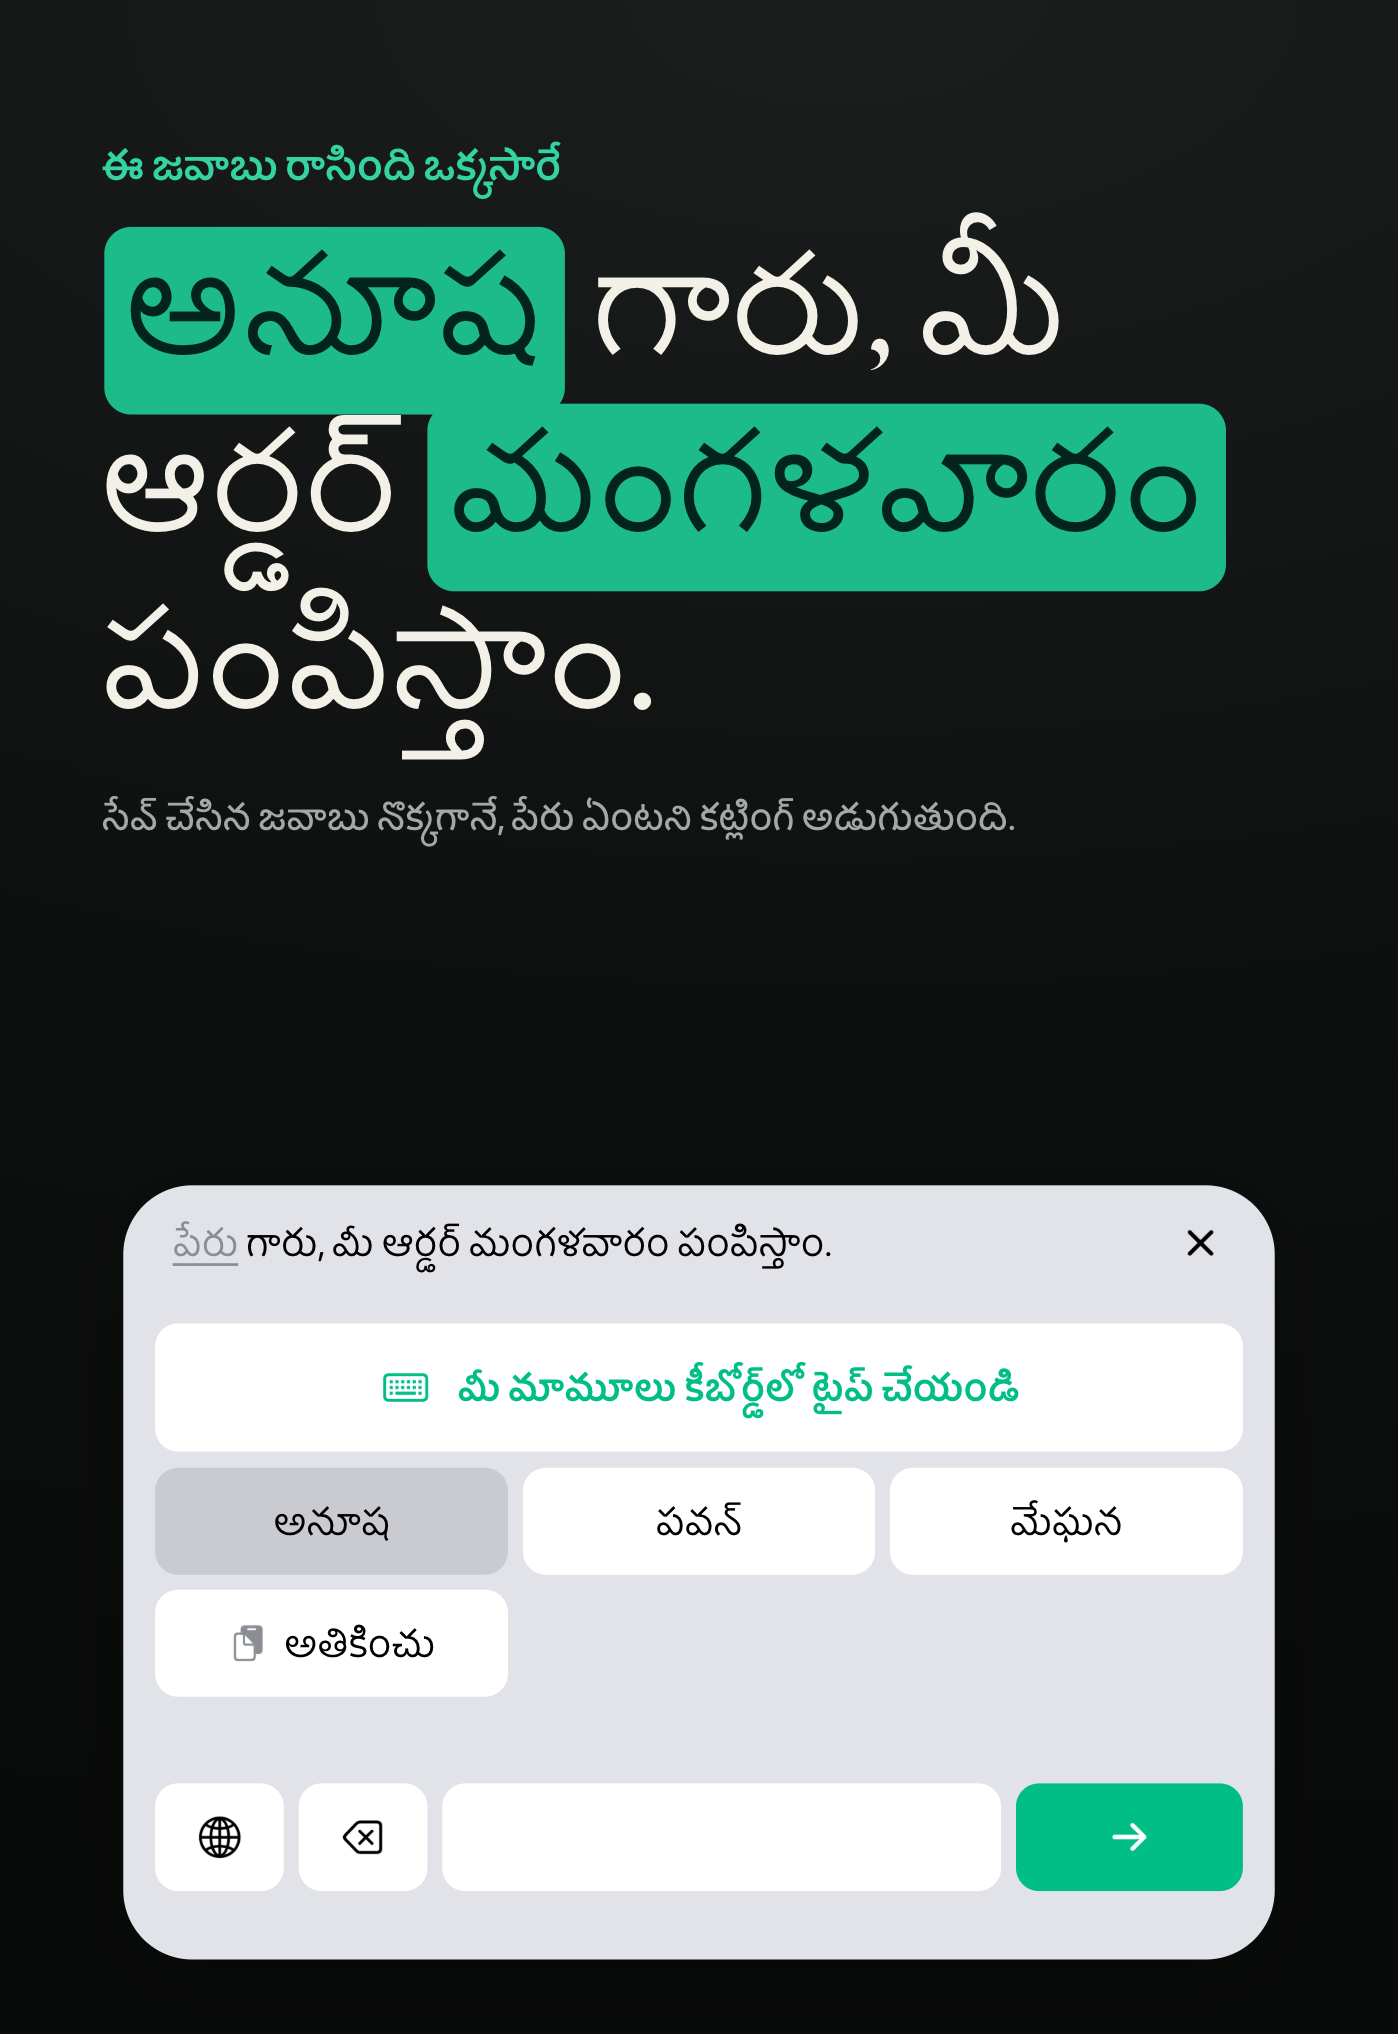 ఈ జవాబు రాసింది ఒక్కసారే
అనూష గారు, మీ
ఆర్డర్ మంగళవారం
పంపిస్తాం.
సేవ్ చేసిన జవాబు నొక్కగానే, పేరు ఏంటని కట్లింగ్ అడుగుతుంది.
పేరు గారు, మీ ఆర్డర్ మంగళవారం పంపిస్తాం.
మీ మామూలు కీబోర్డ్‌లో టైప్ చేయండి
అనూష
పవన్
మేఘన
అతికించు